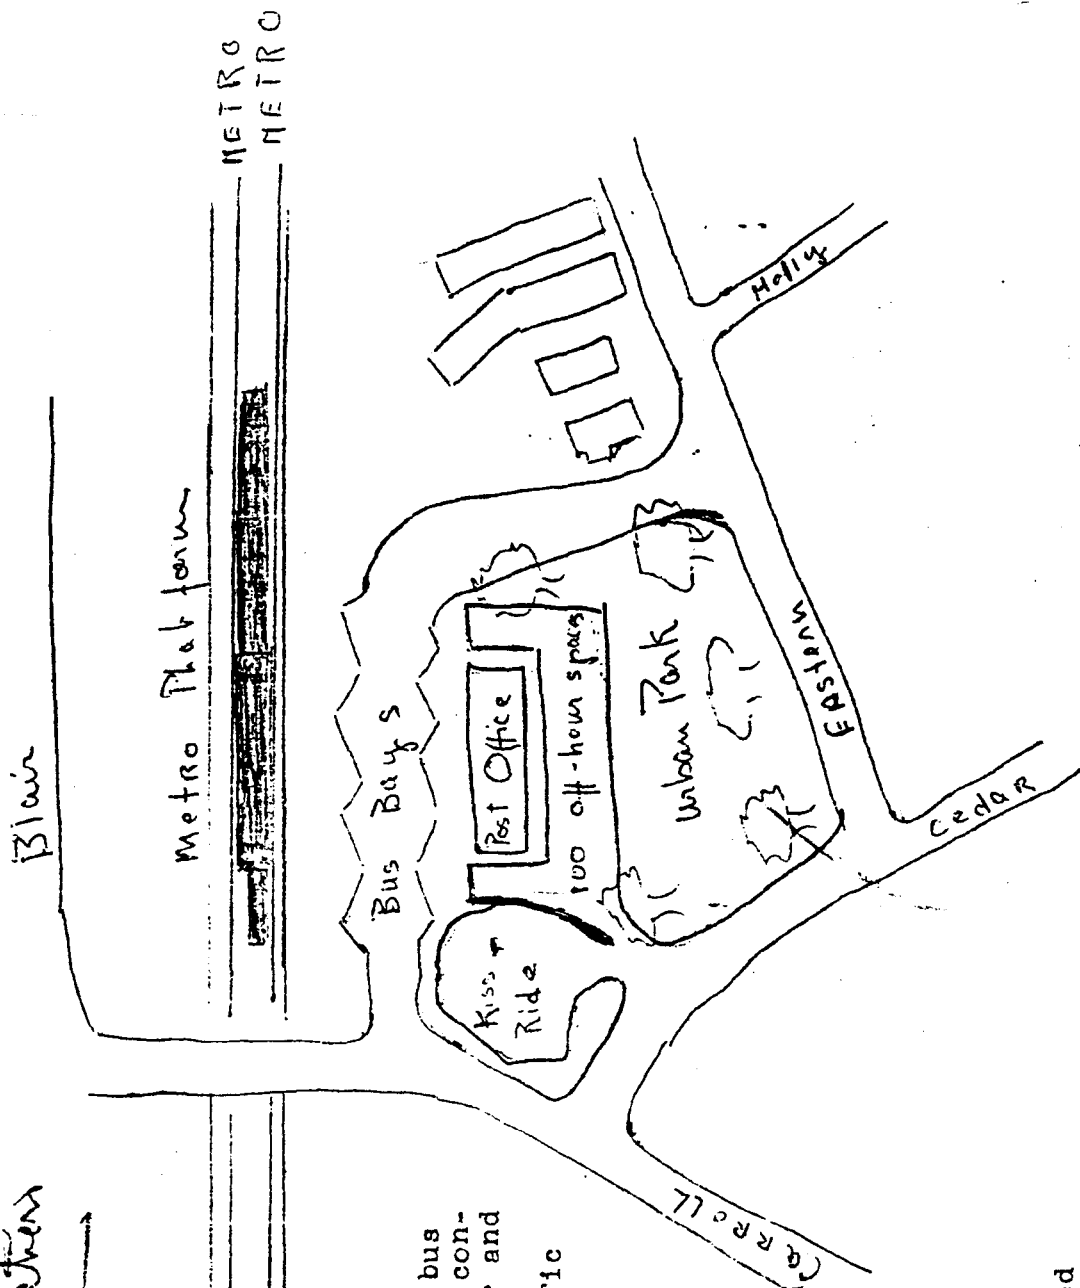 METRO
METRO
Blair
Metro Platform
Bus Bays
Post Office
100 off-hour spaces
Urban Park
Kiss +
Ride
Holly
Eastern
Cedar
CARROLL
bus
con-
and